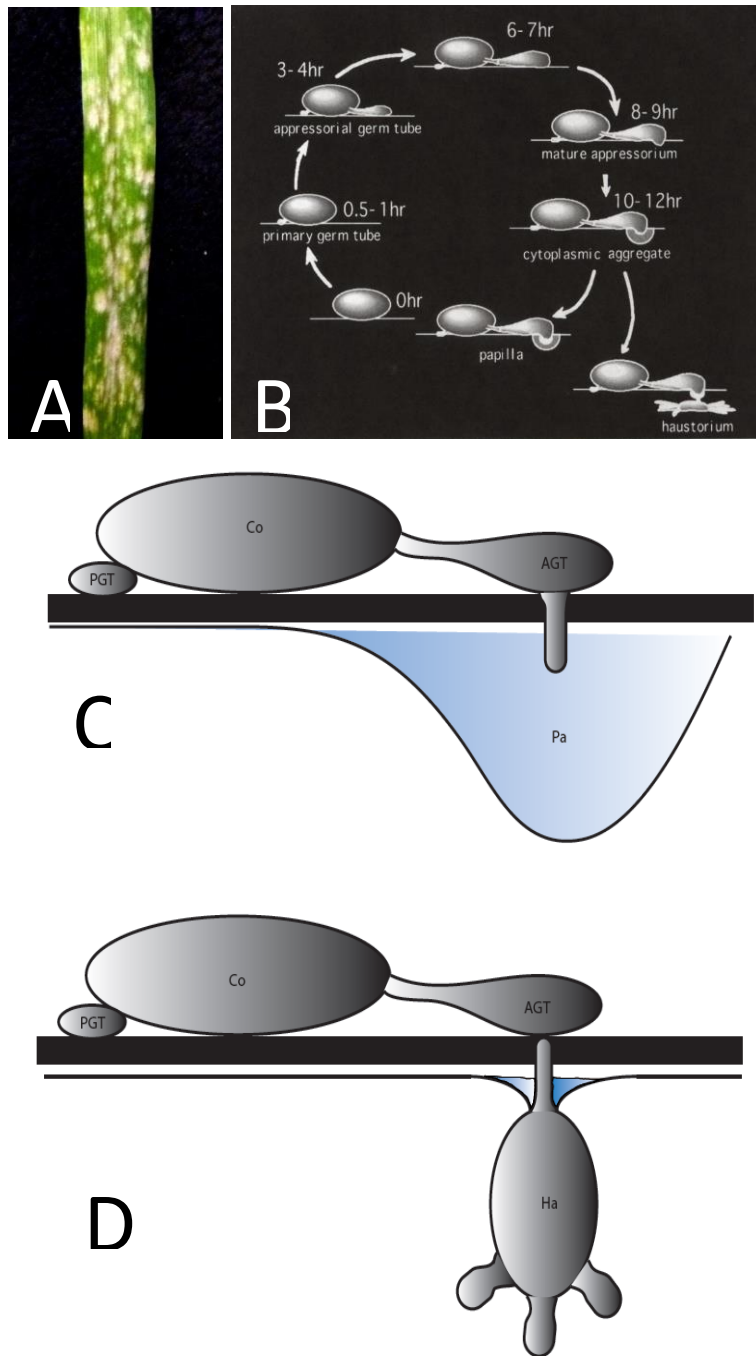 A
B
6-7hr
3-4hr
appressorial germ tube
8-9hr
mature appressorium
0.5-1hr
primary germ tube
10-12hr
cytoplasmic aggregate
0hr
papilla
haustorium
C
Co
PGT
AGT
Pa
D
Co
PGT
AGT
Ha